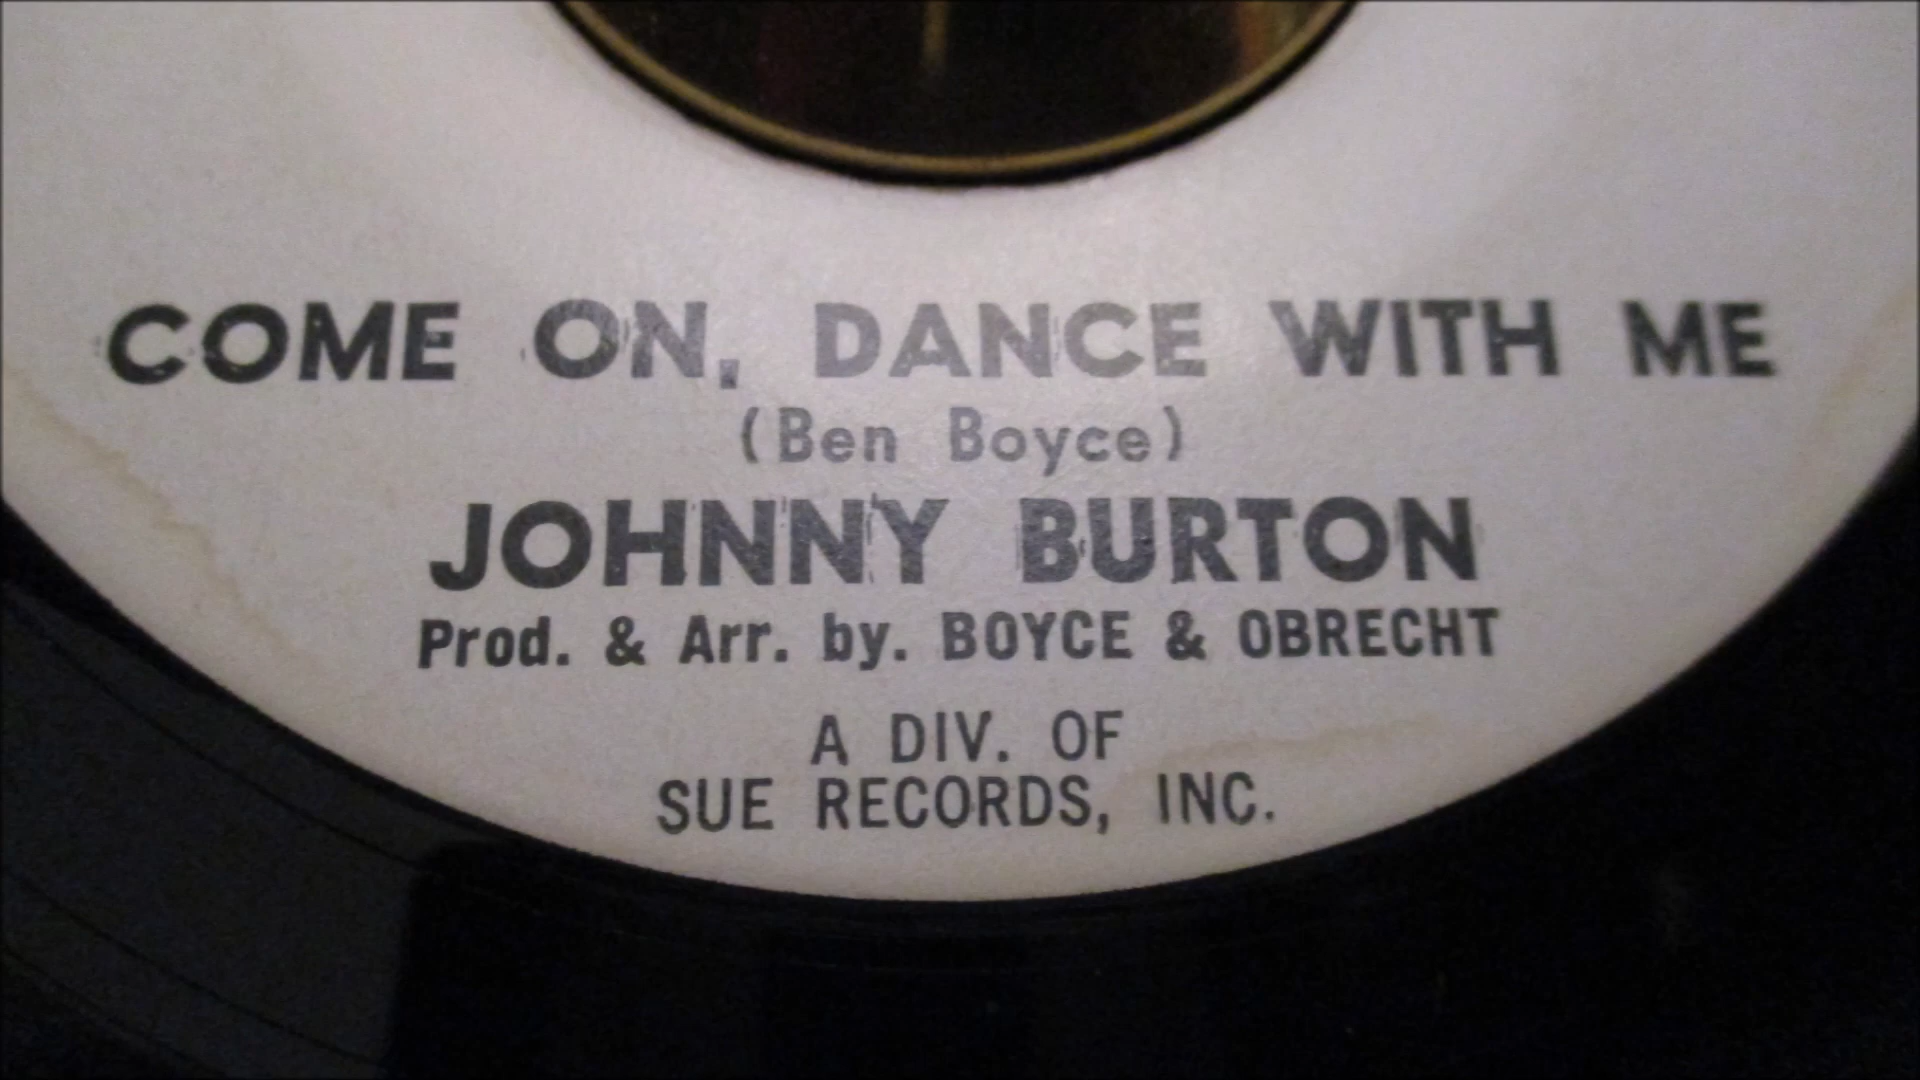 COME ON, DANCE WITH ME
(Ben Boyce)
JOHNNY BURTON
Prod. & Arr. by. BOYCE & OBRECHT
A DIV. OF
SUE RECORDS, INC.